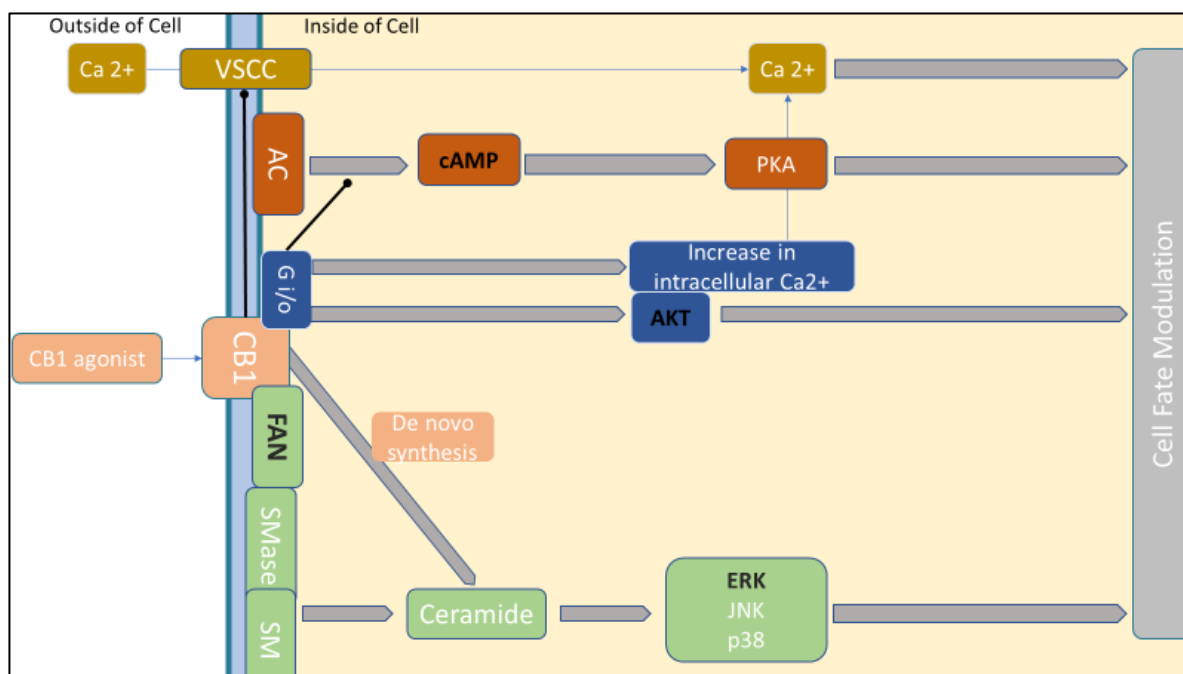 Outside of Cell
Inside of Cell
Ca 2+
VSCC
Ca 2+
AC
cAMP
PKA
G i/o
Increase in
intracellular Ca2+
AKT
CB1 agonist
CB1
De novo
synthesis
FAN
SMase
SM
Ceramide
ERK
JNK
p38
Cell Fate Modulation